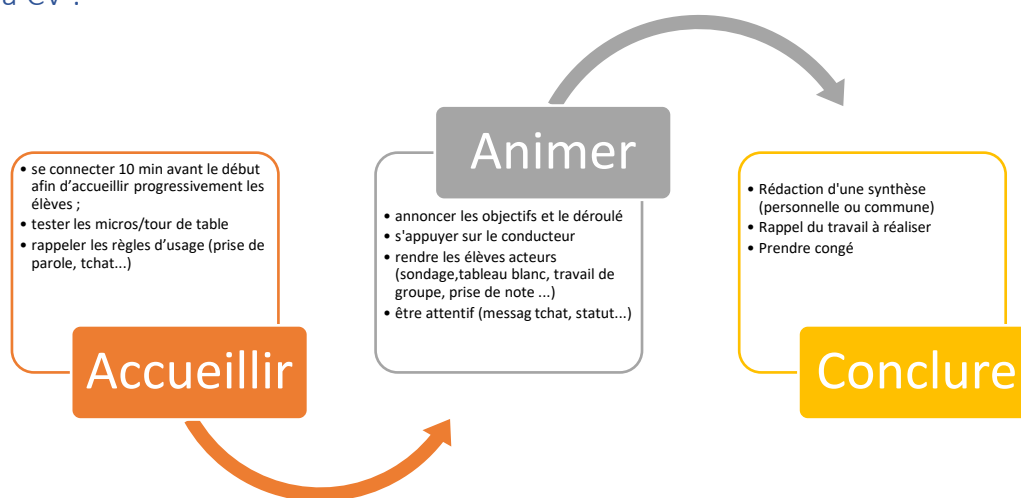 • se connecter 10 min avant le début
afin d'accueillir progressivement les
élèves ;
• tester les micros/tour de table
• rappeler les règles d'usage (prise de
parole, tchat...)
Accueillir
Animer
• annoncer les objectifs et le déroulé
• s'appuyer sur le conducteur
• rendre les élèves acteurs
(sondage,tableau blanc, travail de
groupe, prise de note ...)
• être attentif (messag tchat, statut...)
• Rédaction d'une synthèse
(personnelle ou commune)
• Rappel du travail à réaliser
• Prendre congé
Conclure